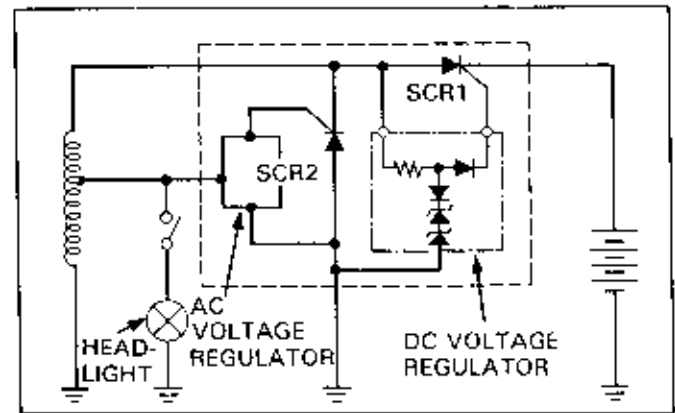 SCR1
SCR2
AC
VOLTAGE
REGULATOR
HEAD-
LIGHT
DC VOLTAGE
REGULATOR